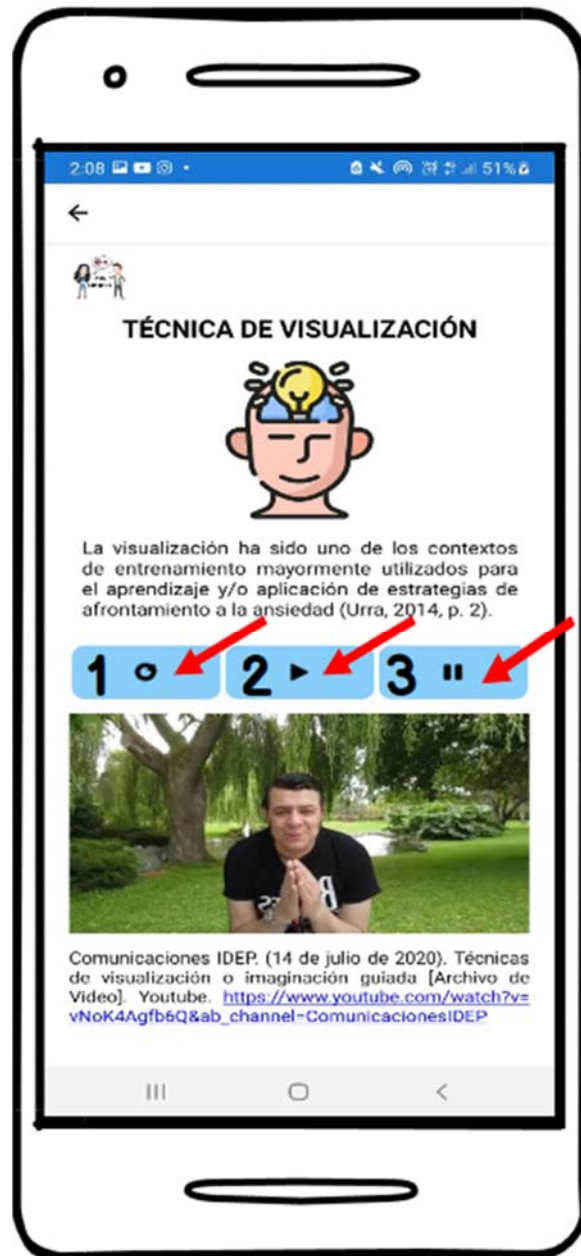 2:08 51%
TÉCNICA DE VISUALIZACIÓN
La visualización ha sido uno de los contextos
de entrenamiento mayormente utilizados para
el aprendizaje y/o aplicación de estrategias de
afrontamiento a la ansiedad (Urra, 2014, p. 2).
1 2 3
Comunicaciones IDEP. (14 de julio de 2020). Técnicas
de visualización o imaginación guiada [Archivo de
Video]. Youtube. https://www.youtube.com/watch?v=
vNoK4Agfb6Q&ab_channel=ComunicacionesIDEP